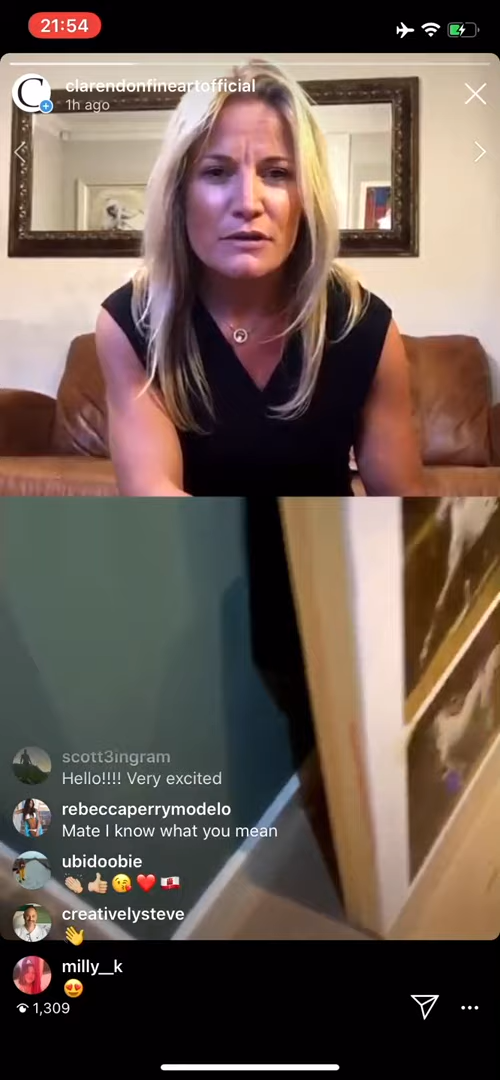 21:54
C
clarendonfineartofficial
1h ago
scott3ingram
Hello!!!! Very excited
rebeccaperrymodelo
Mate I know what you mean
ubidoobie
👏🏼👍🏼😘❤️🇬🇮
creativelysteve
👋
milly__k
😍
1,309